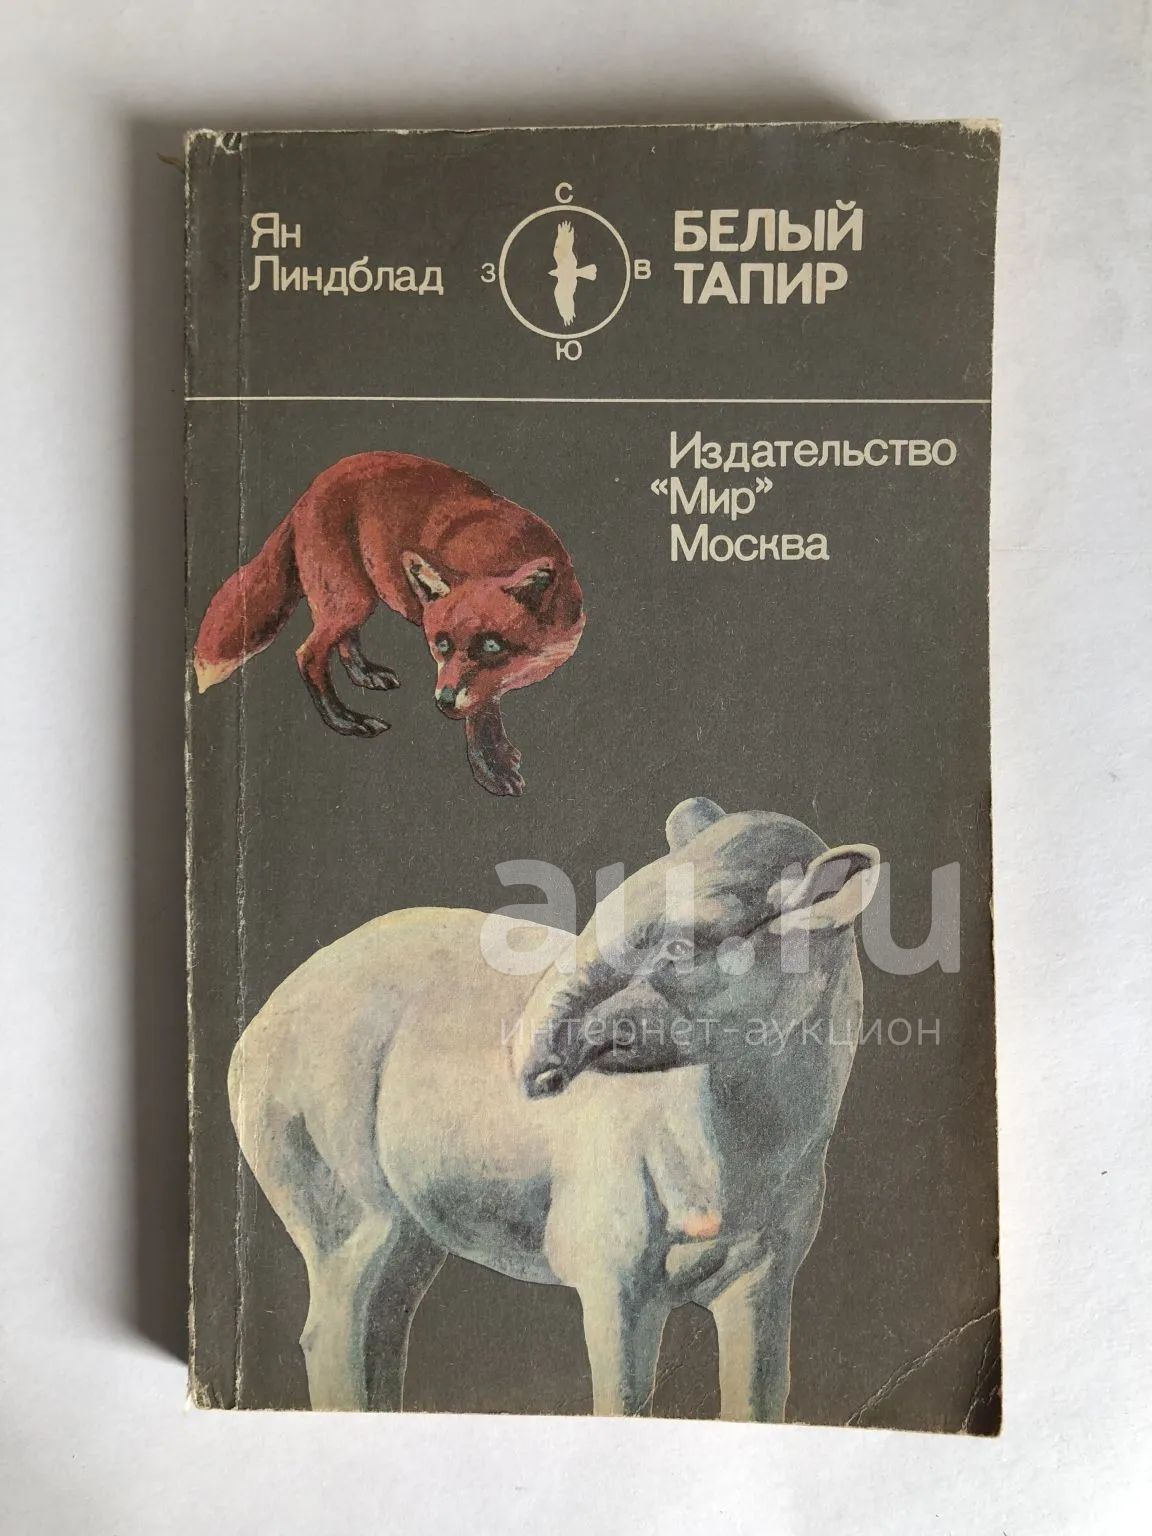 Ян
Линдблад
С
З
В
Ю
БЕЛЫЙ
ТАПИР
Издательство
“Мир”
Москва
au.ru
интернет-аукцион